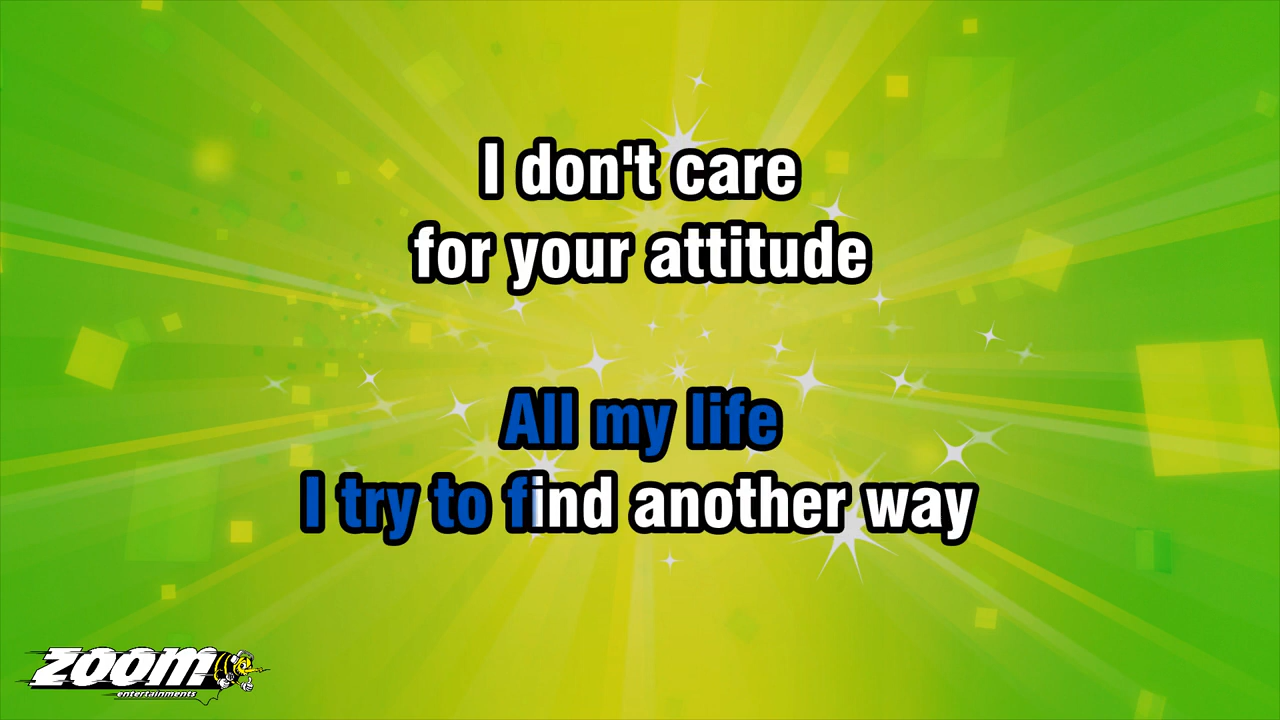 I don't care
for your attitude
All my life
I try to find another way
zoom
entertainments